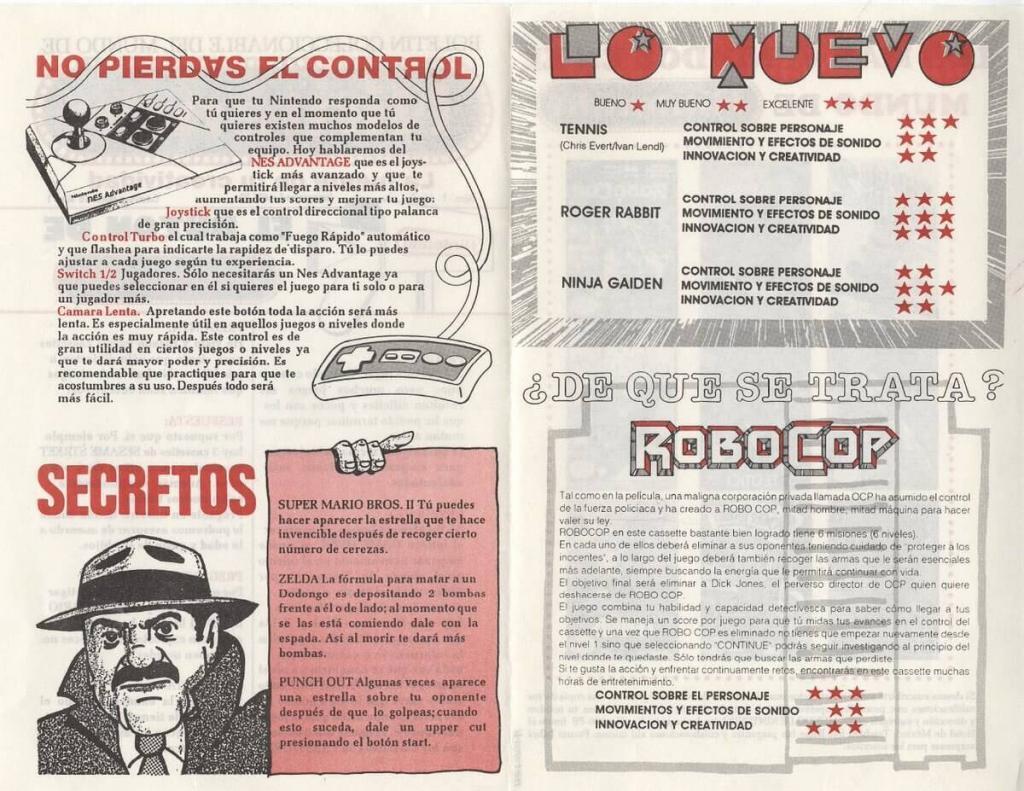 NO PIERDAS EL CONTROL
Para que tu Nintendo responda como
tú quieres y en el momento que tú
quieres existen muchos modelos de
controles que complementan tu
equipo. Hoy hablaremos del
NES ADVANTAGE que es el joys-
tick más avanzado y que te
permitirá llegar a niveles más altos,
aumentando tus scores y mejorar tu juego:
Joystick que es el control direccional tipo palanca
de gran precisión.
Control Turbo el cual trabaja como "Fuego Rápido" automático
y que flashea para indicarte la rapidez de disparo. Tú lo puedes
ajustar a cada juego según tu experiencia.
Switch 1/2 Jugadores. Sólo necesitarás un Nes Advantage ya
que puedes seleccionar en él si quieres el juego para ti solo o para
un jugador más.
Camara Lenta. Apretando este botón toda la acción será más
lenta. Es especialmente útil en aquellos juegos o niveles donde
la acción es muy rápida. Este control es de
gran utilidad en ciertos juegos o niveles ya
que te dará mayor poder y precisión. Es
recomendable que practiques para que te
acostumbres a su uso. Después todo será
más fácil.
Nintendo
NES Advantage
SECRETOS
SUPER MARIO BROS. II Tú puedes
hacer aparecer la estrella que te hace
invencible después de recoger cierto
número de cerezas.
ZELDA La fórmula para matar a un
Dodongo es depositando 2 bombas
frente a él o de lado; al momento que
se las está comiendo dale con la
espada. Así al morir te dará más
bombas.
PUNCH OUT Algunas veces aparece
una estrella sobre tu oponente
después de que lo golpeas; cuando
esto suceda, dale un upper cut
presionando el botón start.
LO NUEVO
BUENO ★ MUY BUENO ★★ EXCELENTE ★★★
TENNIS
(Chris Evert/Ivan Lendl)
CONTROL SOBRE PERSONAJE ★★★
MOVIMIENTO Y EFECTOS DE SONIDO ★★
INNOVACION Y CREATIVIDAD ★★
ROGER RABBIT
CONTROL SOBRE PERSONAJE ★★★
MOVIMIENTO Y EFECTOS DE SONIDO ★★★
INNOVACION Y CREATIVIDAD ★★★
NINJA GAIDEN
CONTROL SOBRE PERSONAJE ★★
MOVIMIENTO Y EFECTOS DE SONIDO ★★★
INNOVACION Y CREATIVIDAD ★★
¿DE QUE SE TRATA?
ROBOCOP
Tal como en la película, una maligna corporación privada llamada OCP ha asumido el control
de la fuerza policiaca y ha creado a ROBO COP, mitad hombre, mitad máquina para hacer
valer su ley.
ROBOCOP en este cassette bastante bien logrado tiene 6 misiones (6 niveles).
En cada uno de ellos deberá eliminar a sus oponentes teniendo cuidado de "proteger a los
inocentes", a lo largo del juego deberá también recoger las armas que le serán esenciales
más adelante, siempre buscando la energía que le permitirá continuar con vida.
El objetivo final será eliminar a Dick Jones, el perverso director de OCP quien quiere
deshacerse de ROBO COP.
El juego combina tu habilidad y capacidad detectivesca para saber cómo llegar a tus
objetivos. Se maneja un score por juego para que tú midas tus avances en el control del
cassette y una vez que ROBO COP es eliminado no tienes que empezar nuevamente desde
el nivel 1 sino que seleccionando "CONTINUE" podrás seguir investigando al principio del
nivel donde te quedaste. Sólo tendrás que buscar las armas que perdiste.
Si te gusta la acción y enfrentar continuamente retos, encontrarás en este cassette muchas
horas de entretenimiento.
CONTROL SOBRE EL PERSONAJE ★★★
MOVIMIENTOS Y EFECTOS DE SONIDO ★★
INNOVACION Y CREATIVIDAD ★★★